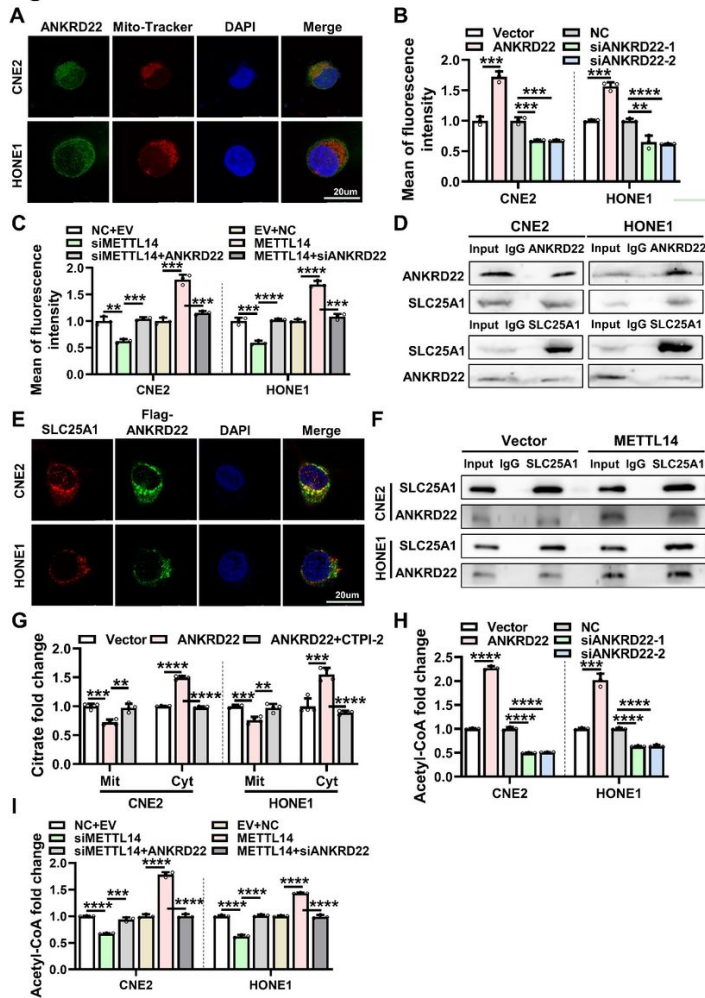 A
ANKRD22 Mito-Tracker DAPI Merge
CNE2
HONE1
20um
B
Vector NC
ANKRD22 siANKRD22-1
siANKRD22-2
Mean of fluorescence
intensity
2.0
1.5
1.0
0.5
0.0
*** *** *** *** ** ****
CNE2 HONE1
C
NC+EV EV+NC
siMETTL14 METTL14
siMETTL14+ANKRD22 METTL14+siANKRD22
Mean of fluorescence
intensity
2.0
1.5
1.0
0.5
0.0
** *** *** *** *** **** **** ***
CNE2 HONE1
D
CNE2 HONE1
Input IgG ANKRD22 Input IgG ANKRD22
ANKRD22
SLC25A1
Input IgG SLC25A1 Input IgG SLC25A1
SLC25A1
ANKRD22
E
SLC25A1 Flag-
ANKRD22 DAPI Merge
CNE2
HONE1
20um
F
Vector METTL14
Input IgG SLC25A1 Input IgG SLC25A1
CNE2
SLC25A1
ANKRD22
HONE1
SLC25A1
ANKRD22
G
Vector ANKRD22 ANKRD22+CTPI-2
Citrate fold change
2.0
1.5
1.0
0.5
0.0
*** ** **** **** *** ** *** ****
Mit Cyt Mit Cyt
CNE2 HONE1
H
Vector NC
ANKRD22 siANKRD22-1
siANKRD22-2
Acetyl-CoA fold change
2.5
2.0
1.5
1.0
0.5
0.0
**** **** **** *** **** ****
CNE2 HONE1
I
NC+EV EV+NC
siMETTL14 METTL14
siMETTL14+ANKRD22 METTL14+siANKRD22
Acetyl-CoA fold change
2.0
1.5
1.0
0.5
0.0
**** *** **** **** **** **** **** ****
CNE2 HONE1